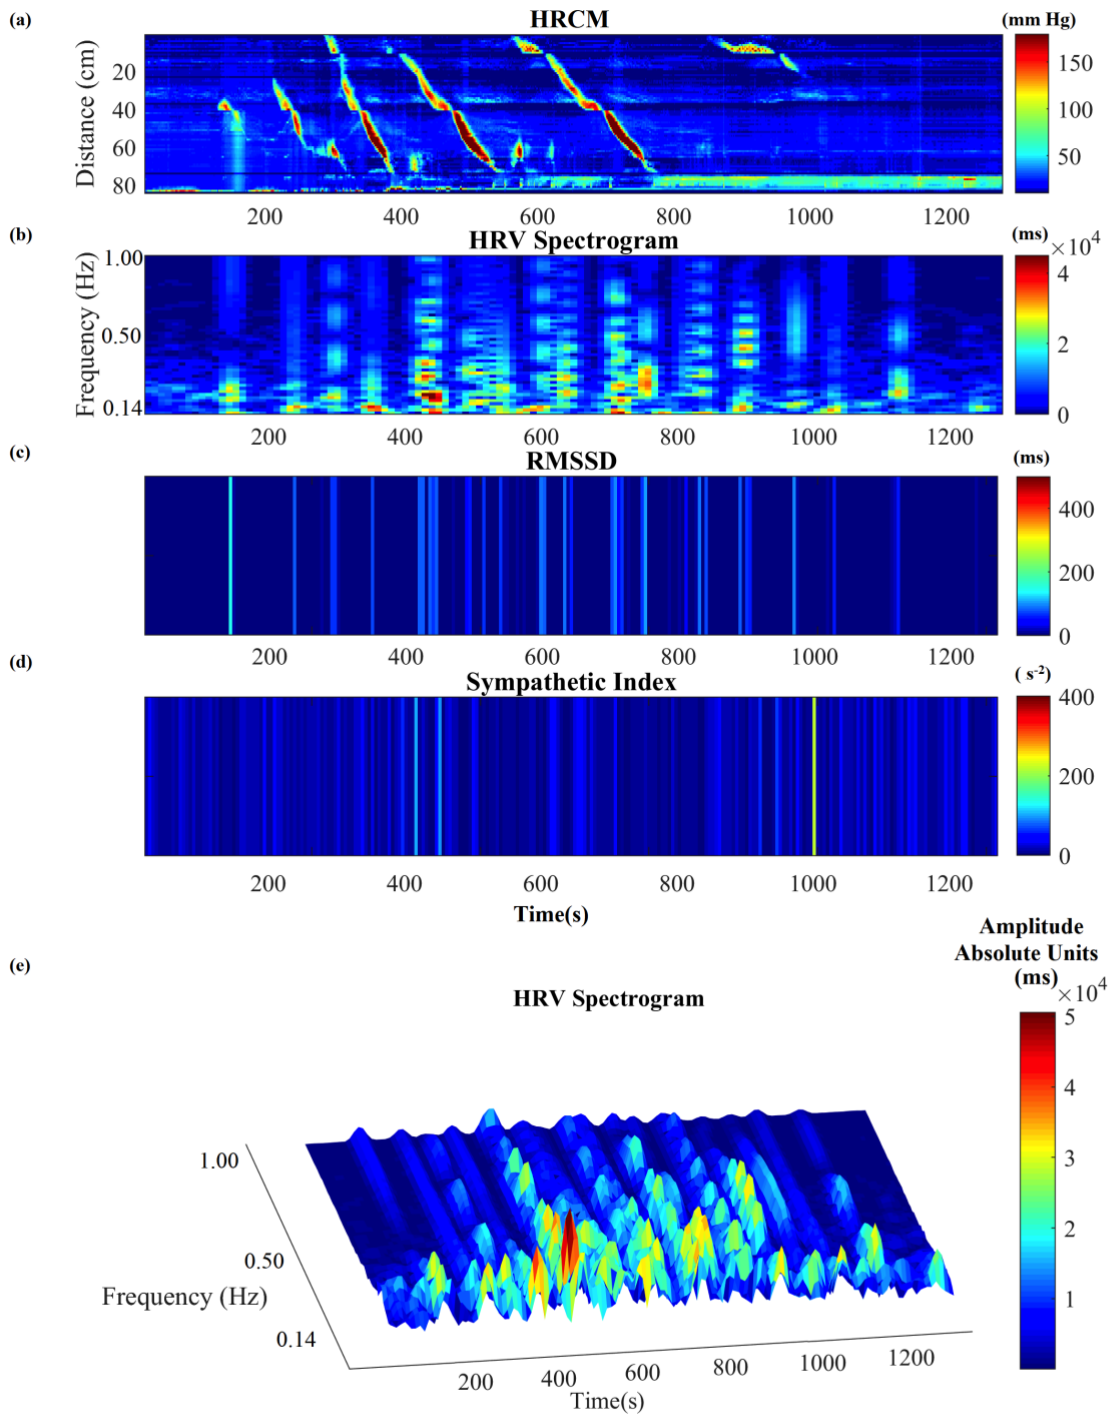 (a)
HRCM
(mm Hg)
Distance (cm)
20
40
60
80
150
100
50
200 400 600 800 1000 1200
(b)
HRV Spectrogram
(ms)
×10⁴
Frequency (Hz)
1.00
0.50
0.14
4
2
0
200 400 600 800 1000 1200
(c)
RMSSD
(ms)
400
200
0
200 400 600 800 1000 1200
(d)
Sympathetic Index
( s⁻²)
400
200
0
200 400 600 800 1000 1200
Time(s)
(e)
Amplitude
Absolute Units
(ms)
×10⁴
HRV Spectrogram
5
4
3
2
1
1.00
0.50
0.14
Frequency (Hz)
200 400 600 800 1000 1200
Time(s)